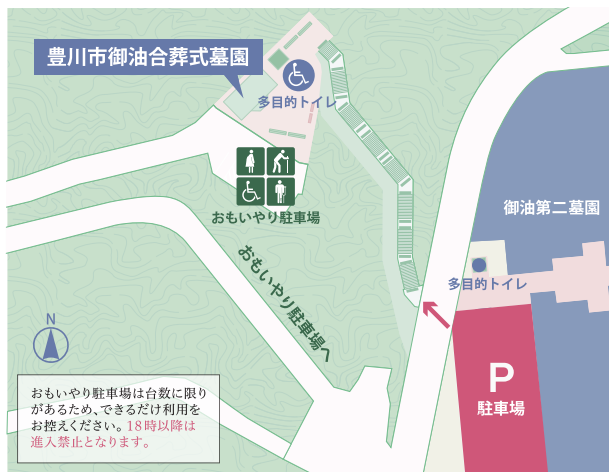 豊川市御油合葬式墓園
多目的トイレ
おもいやり駐車場
御油第二墓園
多目的トイレ
おもいやり駐車場へ
N
P
駐車場
おもいやり駐車場は台数に限り
があるため、できるだけ利用を
お控えください。18時以降は
進入禁止となります。